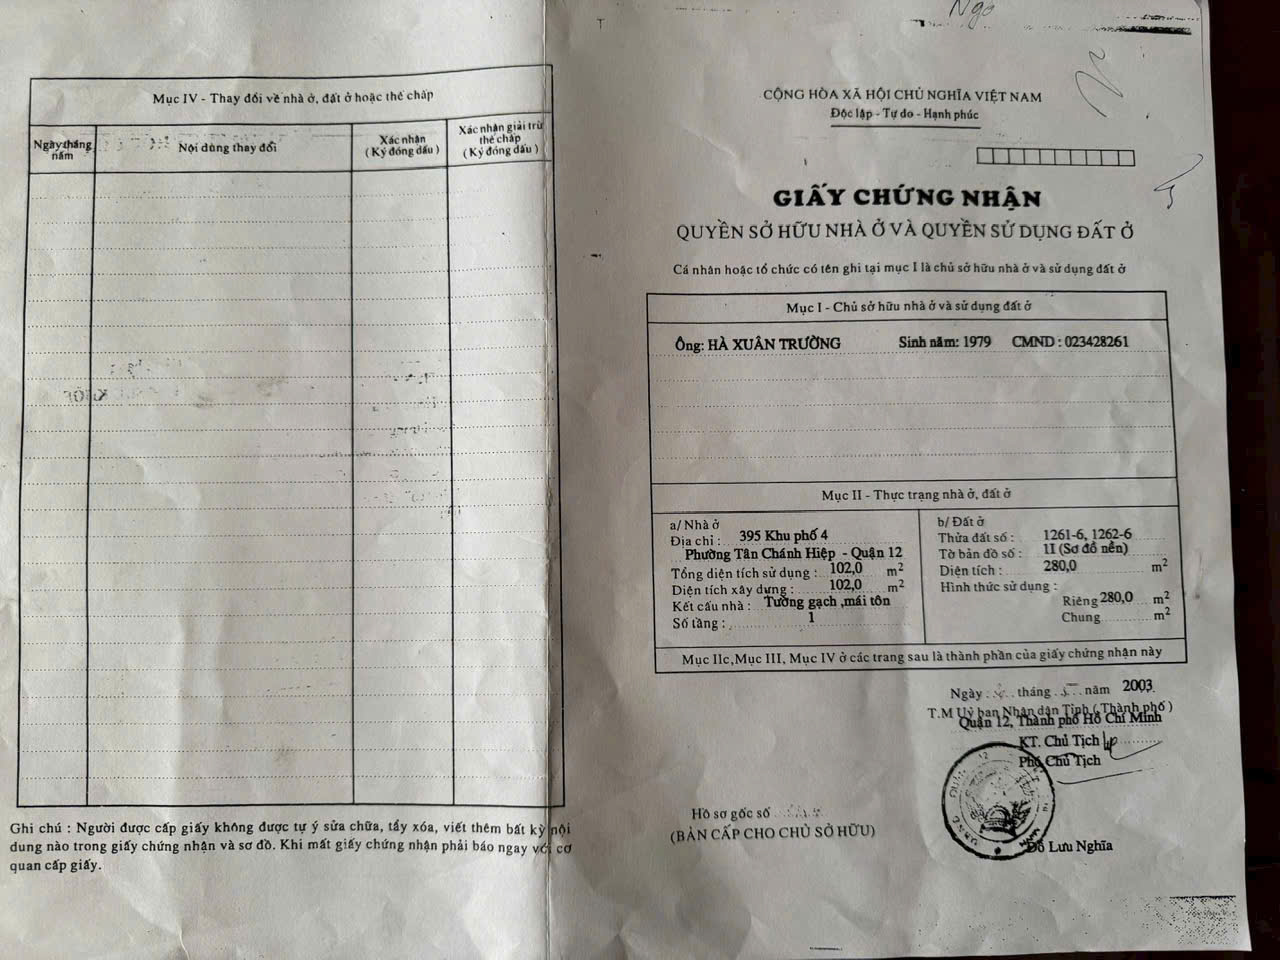 Mục IV - Thay đổi về nhà ở, đất ở hoặc thế chấp
Ngày tháng năm
Nội dung thay đổi
Xác nhận
(Ký đóng dấu)
Xác nhận giải trừ
thế chấp
(Ký đóng dấu)
Ghi chú : Người được cấp giấy không được tự ý sửa chữa, tẩy xóa, viết thêm bất kỳ nội
dung nào trong giấy chứng nhận và sơ đồ. Khi mất giấy chứng nhận phải báo ngay với cơ
quan cấp giấy.
Ngo
CỘNG HÒA XÃ HỘI CHỦ NGHĨA VIỆT NAM
Độc lập - Tự do - Hạnh phúc
GIẤY CHỨNG NHẬN
QUYỀN SỞ HỮU NHÀ Ở VÀ QUYỀN SỬ DỤNG ĐẤT Ở
Cá nhân hoặc tổ chức có tên ghi tại mục I là chủ sở hữu nhà ở và sử dụng đất ở
Mục I - Chủ sở hữu nhà ở và sử dụng đất ở
Ông: HÀ XUÂN TRƯỜNG Sinh năm: 1979 CMND : 023428261
Mục II - Thực trạng nhà ở, đất ở
a/ Nhà ở
Địa chỉ : 395 Khu phố 4
Phường Tân Chánh Hiệp - Quận 12
Tổng diện tích sử dụng : 102,0 m2
Diện tích xây dựng : 102,0 m2
Kết cấu nhà : Tường gạch ,mái tôn
Số tầng : 1
b/ Đất ở
Thửa đất số : 1261-6, 1262-6
Tờ bản đồ số : 1I (Sơ đồ nền)
Diện tích : 280,0 m2
Hình thức sử dụng :
Riêng 280,0 m2
Chung m2
Mục IIc,Mục III, Mục IV ở các trang sau là thành phần của giấy chứng nhận này
Ngày tháng năm 2003
T.M Uỷ ban Nhân dân Tỉnh ( Thành phố )
Quận 12, Thành phố Hồ Chí Minh
KT. Chủ Tịch
Phó Chủ Tịch
Hồ sơ gốc số
(BẢN CẤP CHO CHỦ SỞ HỮU)
Đỗ Lưu Nghĩa